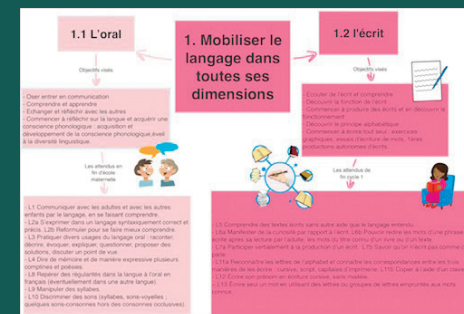 1.1 L'oral
1. Mobiliser le
langage dans
toutes ses
dimensions
1.2 l'écrit
Objectifs visés
Objectifs visés
- Oser entrer en communication
- Comprendre et apprendre
- Échanger et réfléchir avec les autres
- Commencer à réfléchir sur la langue et acquérir une
conscience phonologique : acquisition et
développement de la conscience phonologique,éveil
à la diversité linguistique.
- Ecouter de l'écrit et comprendre
- Découvrir la fonction de l'écrit
- Commencer à produire des écrits et en découvrir le
fonctionnement
- Découvrir le principe alphabétique
- Commencer à écrire tout seul : exercices
graphiques, essais d'écriture de mots, 1ères
productions autonomes d'écrits.
Les attendus en
fin d'école
maternelle
Les attendus de
fin cycle 1
- L1 Communiquer avec les adultes et avec les autres
enfants par le langage, en se faisant comprendre.
- L2a S'exprimer dans un langage syntaxiquement correct et
précis. L2b Reformuler pour se faire mieux comprendre.
- L3 Pratiquer divers usages du langage oral : raconter,
décrire, évoquer, expliquer, questionner, proposer des
solutions, discuter un point de vue.
- L4 Dire de mémoire et de manière expressive plusieurs
comptines et poésies.
- L8 Repérer des régularités dans la langue à l'oral en
français (éventuellement dans une autre langue).
- L9 Manipuler des syllabes.
- L10 Discriminer des sons (syllabes, sons-voyelles ;
quelques sons-consonnes hors des consonnes occlusives).
- L5 Comprendre des textes écrits sans autre aide que le langage entendu.
- L6a Manifester de la curiosité par rapport à l'écrit. L6b Pouvoir redire les mots d'une phrase
écrite après sa lecture par l'adulte, les mots du titre connu d'un livre ou d'un texte.
- L7a Participer verbalement à la production d'un écrit. L7b Savoir qu'on n'écrit pas comme on
parle.
- L11a Reconnaître les lettres de l'alphabet et connaître les correspondances entre les trois
manières de les écrire : cursive, script, capitales d'imprimerie. L11b Copier à l'aide d'un clavier.
- L12 Écrire son prénom en écriture cursive, sans modèle.
- L13 Écrire seul un mot en utilisant des lettres ou groupes de lettres empruntés aux mots
connus.